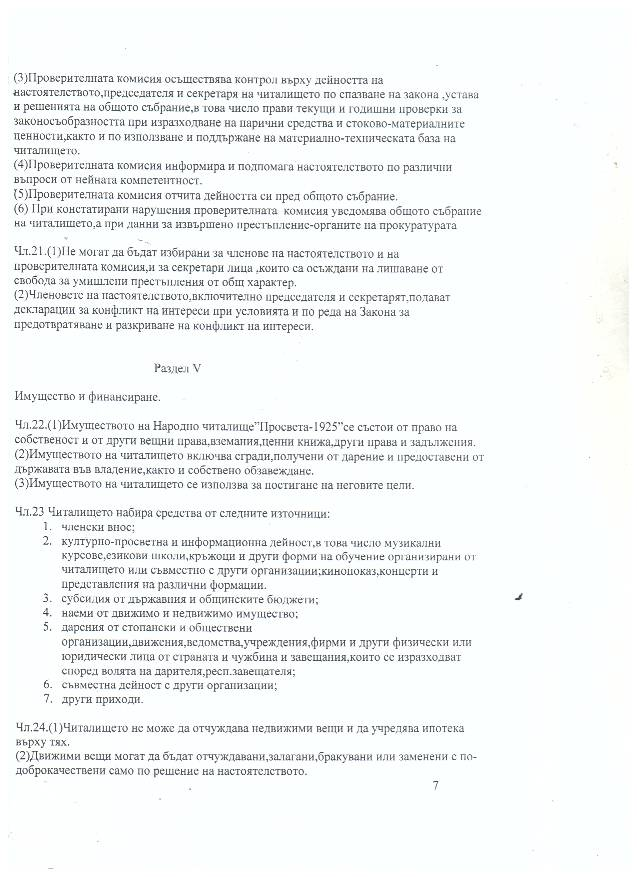 (3)Проверителната комисия осъществява контрол върху дейността на
настоятелството,председателя и секретаря на читалището по спазване на закона ,устава
и решенията на общото събрание,в това число прави текущи и годишни проверки за
законосъобразността при изразходване на парични средства и стоково-материалните
ценности,както и по използване и поддържане на материално-техническата база на
читалището.
(4)Проверителната комисия информира и подпомага настоятелството по различни
въпроси от нейната компетентност.
(5)Проверителната комисия отчита дейността си пред общото събрание.
(6) При констатирани нарушения проверителната комисия уведомява общото събрание
на читалището,а при данни за извършено престъпление-органите на прокуратурата
Чл.21.(1)Не могат да бъдат избирани за членове на настоятелството и на
проверителната комисия,и за секретари лица ,които са осъждани на лишаване от
свобода за умишлени престъпления от общ характер.
(2)Членовете на настоятелството,включително председателя и секретарят,подават
декларации за конфликт на интереси при условията и по реда на Закона за
предотвратяване и разкриване на конфликт на интереси.
Раздел V
Имущество и финансиране.
Чл.22.(1)Имуществото на Народно читалище”Просвета-1925”се състои от право на
собственост и от други вещни права,вземания,ценни книжа,други права и задължения.
(2)Имуществото на читалището включва сгради,получени от дарение и предоставени от
държавата във владение,както и собствено обзавеждане.
(3)Имуществото на читалището се използва за постигане на неговите цели.
Чл.23 Читалището набира средства от следните източници:
1. членски внос;
2. културно-просветна и информационна дейност,в това число музикални
курсове,езикови школи,кръжоци и други форми на обучение организирани от
читалището или съвместно с други организации;кинопоказ,концерти и
представления на различни формации.
3. субсидия от държавния и общинските бюджети;
4. наеми от движимо и недвижимо имущество;
5. дарения от стопански и обществени
организации,движения,ведомства,учреждения,фирми и други физически или
юридически лица от страната и чужбина и завещания,които се изразходват
според волята на дарителя,респ.завещателя;
6. съвместна дейност с други организации;
7. други приходи.
Чл.24.(1)Читалището не може да отчуждава недвижими вещи и да учредява ипотека
върху тях.
(2)Движими вещи могат да бъдат отчуждавани,залагани,бракувани или заменени с по-
доброкачествени само по решение на настоятелството.
7